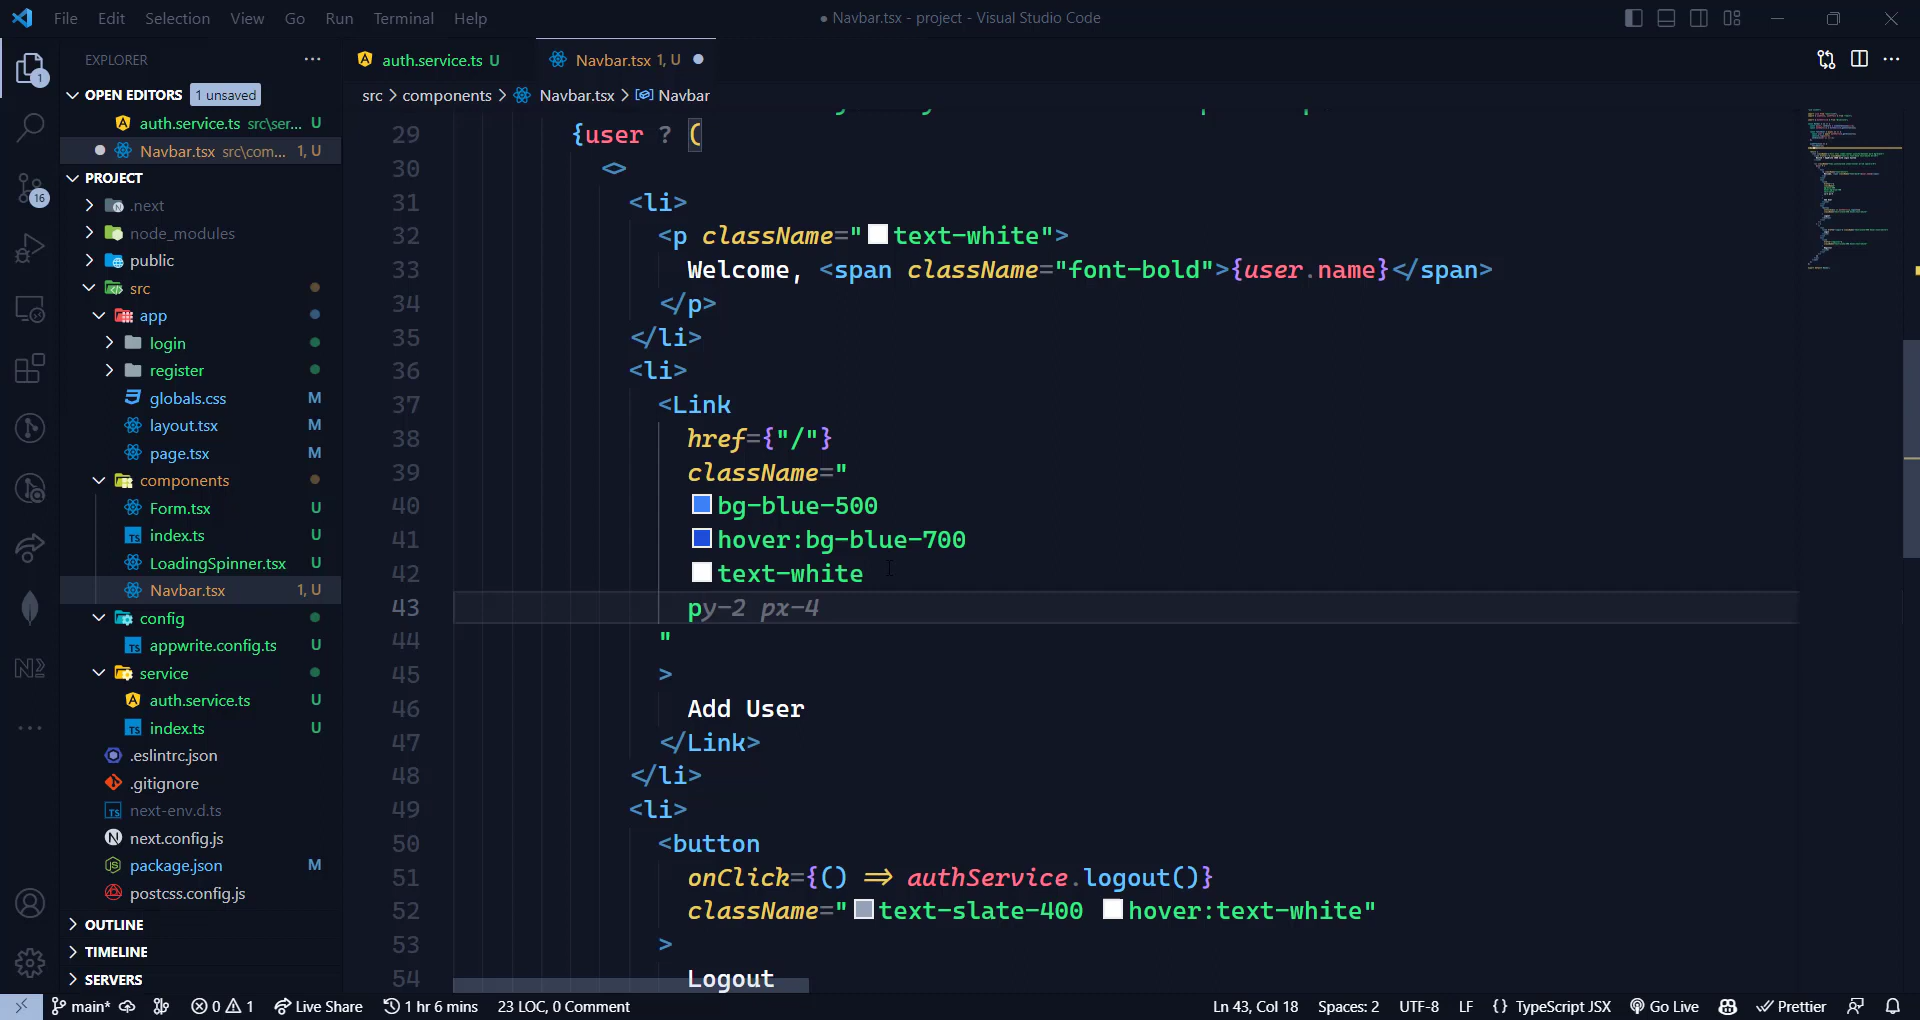 File Edit Selection View Go Run Terminal Help
● Navbar.tsx - project - Visual Studio Code
EXPLORER
OPEN EDITORS 1 unsaved
auth.service.ts src\ser... U
Navbar.tsx src\com... 1, U
PROJECT
.next
node_modules
public
src
app
login
register
globals.css M
layout.tsx M
page.tsx M
components
Form.tsx U
index.ts U
LoadingSpinner.tsx U
Navbar.tsx 1, U
config
appwrite.config.ts U
service
auth.service.ts U
index.ts U
.eslintrc.json
.gitignore
next-env.d.ts
next.config.js
package.json M
postcss.config.js
OUTLINE
TIMELINE
SERVERS
1
16
auth.service.ts U
Navbar.tsx 1, U
src > components > Navbar.tsx > Navbar
29 {user ? (
30 <>
31 <li>
32 <p className="text-white">
33 Welcome, <span className="font-bold">{user.name}</span>
34 </p>
35 </li>
36 <li>
37 <Link
38 href={"/"}
39 className="
40 bg-blue-500
41 hover:bg-blue-700
42 text-white
43 py-2 px-4
44 "
45 >
46 Add User
47 </Link>
48 </li>
49 <li>
50 <button
51 onClick={() => authService.logout()}
52 className="text-slate-400 hover:text-white"
53 >
54 Logout
main* 0 1 Live Share 1 hr 6 mins 23 LOC, 0 Comment
Ln 43, Col 18 Spaces: 2 UTF-8 LF {} TypeScript JSX Go Live Prettier